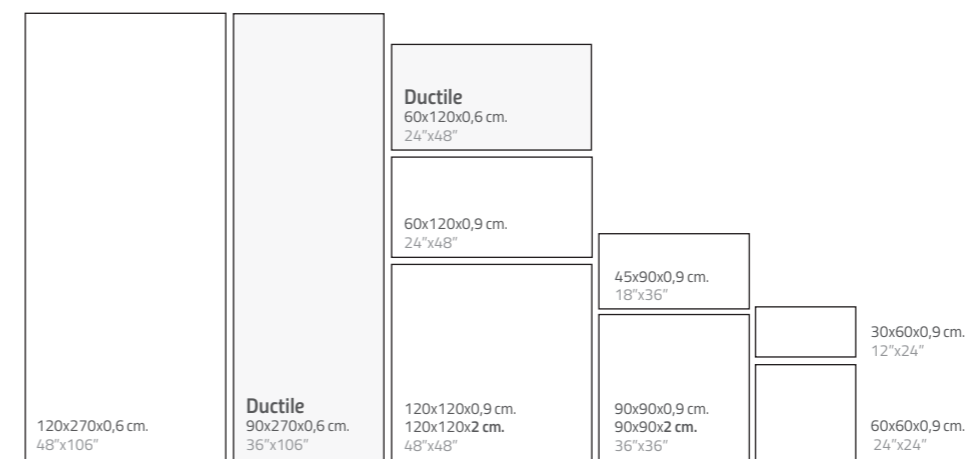 120x270x0,6 cm.
48”x106”
Ductile
90x270x0,6 cm.
36”x106”
Ductile
60x120x0,6 cm.
24”x48”
60x120x0,9 cm.
24”x48”
120x120x0,9 cm.
120x120x2 cm.
48”x48”
45x90x0,9 cm.
18”x36”
90x90x0,9 cm.
90x90x2 cm.
36”x36”
30x60x0,9 cm.
12”x24”
60x60x0,9 cm.
24”x24”